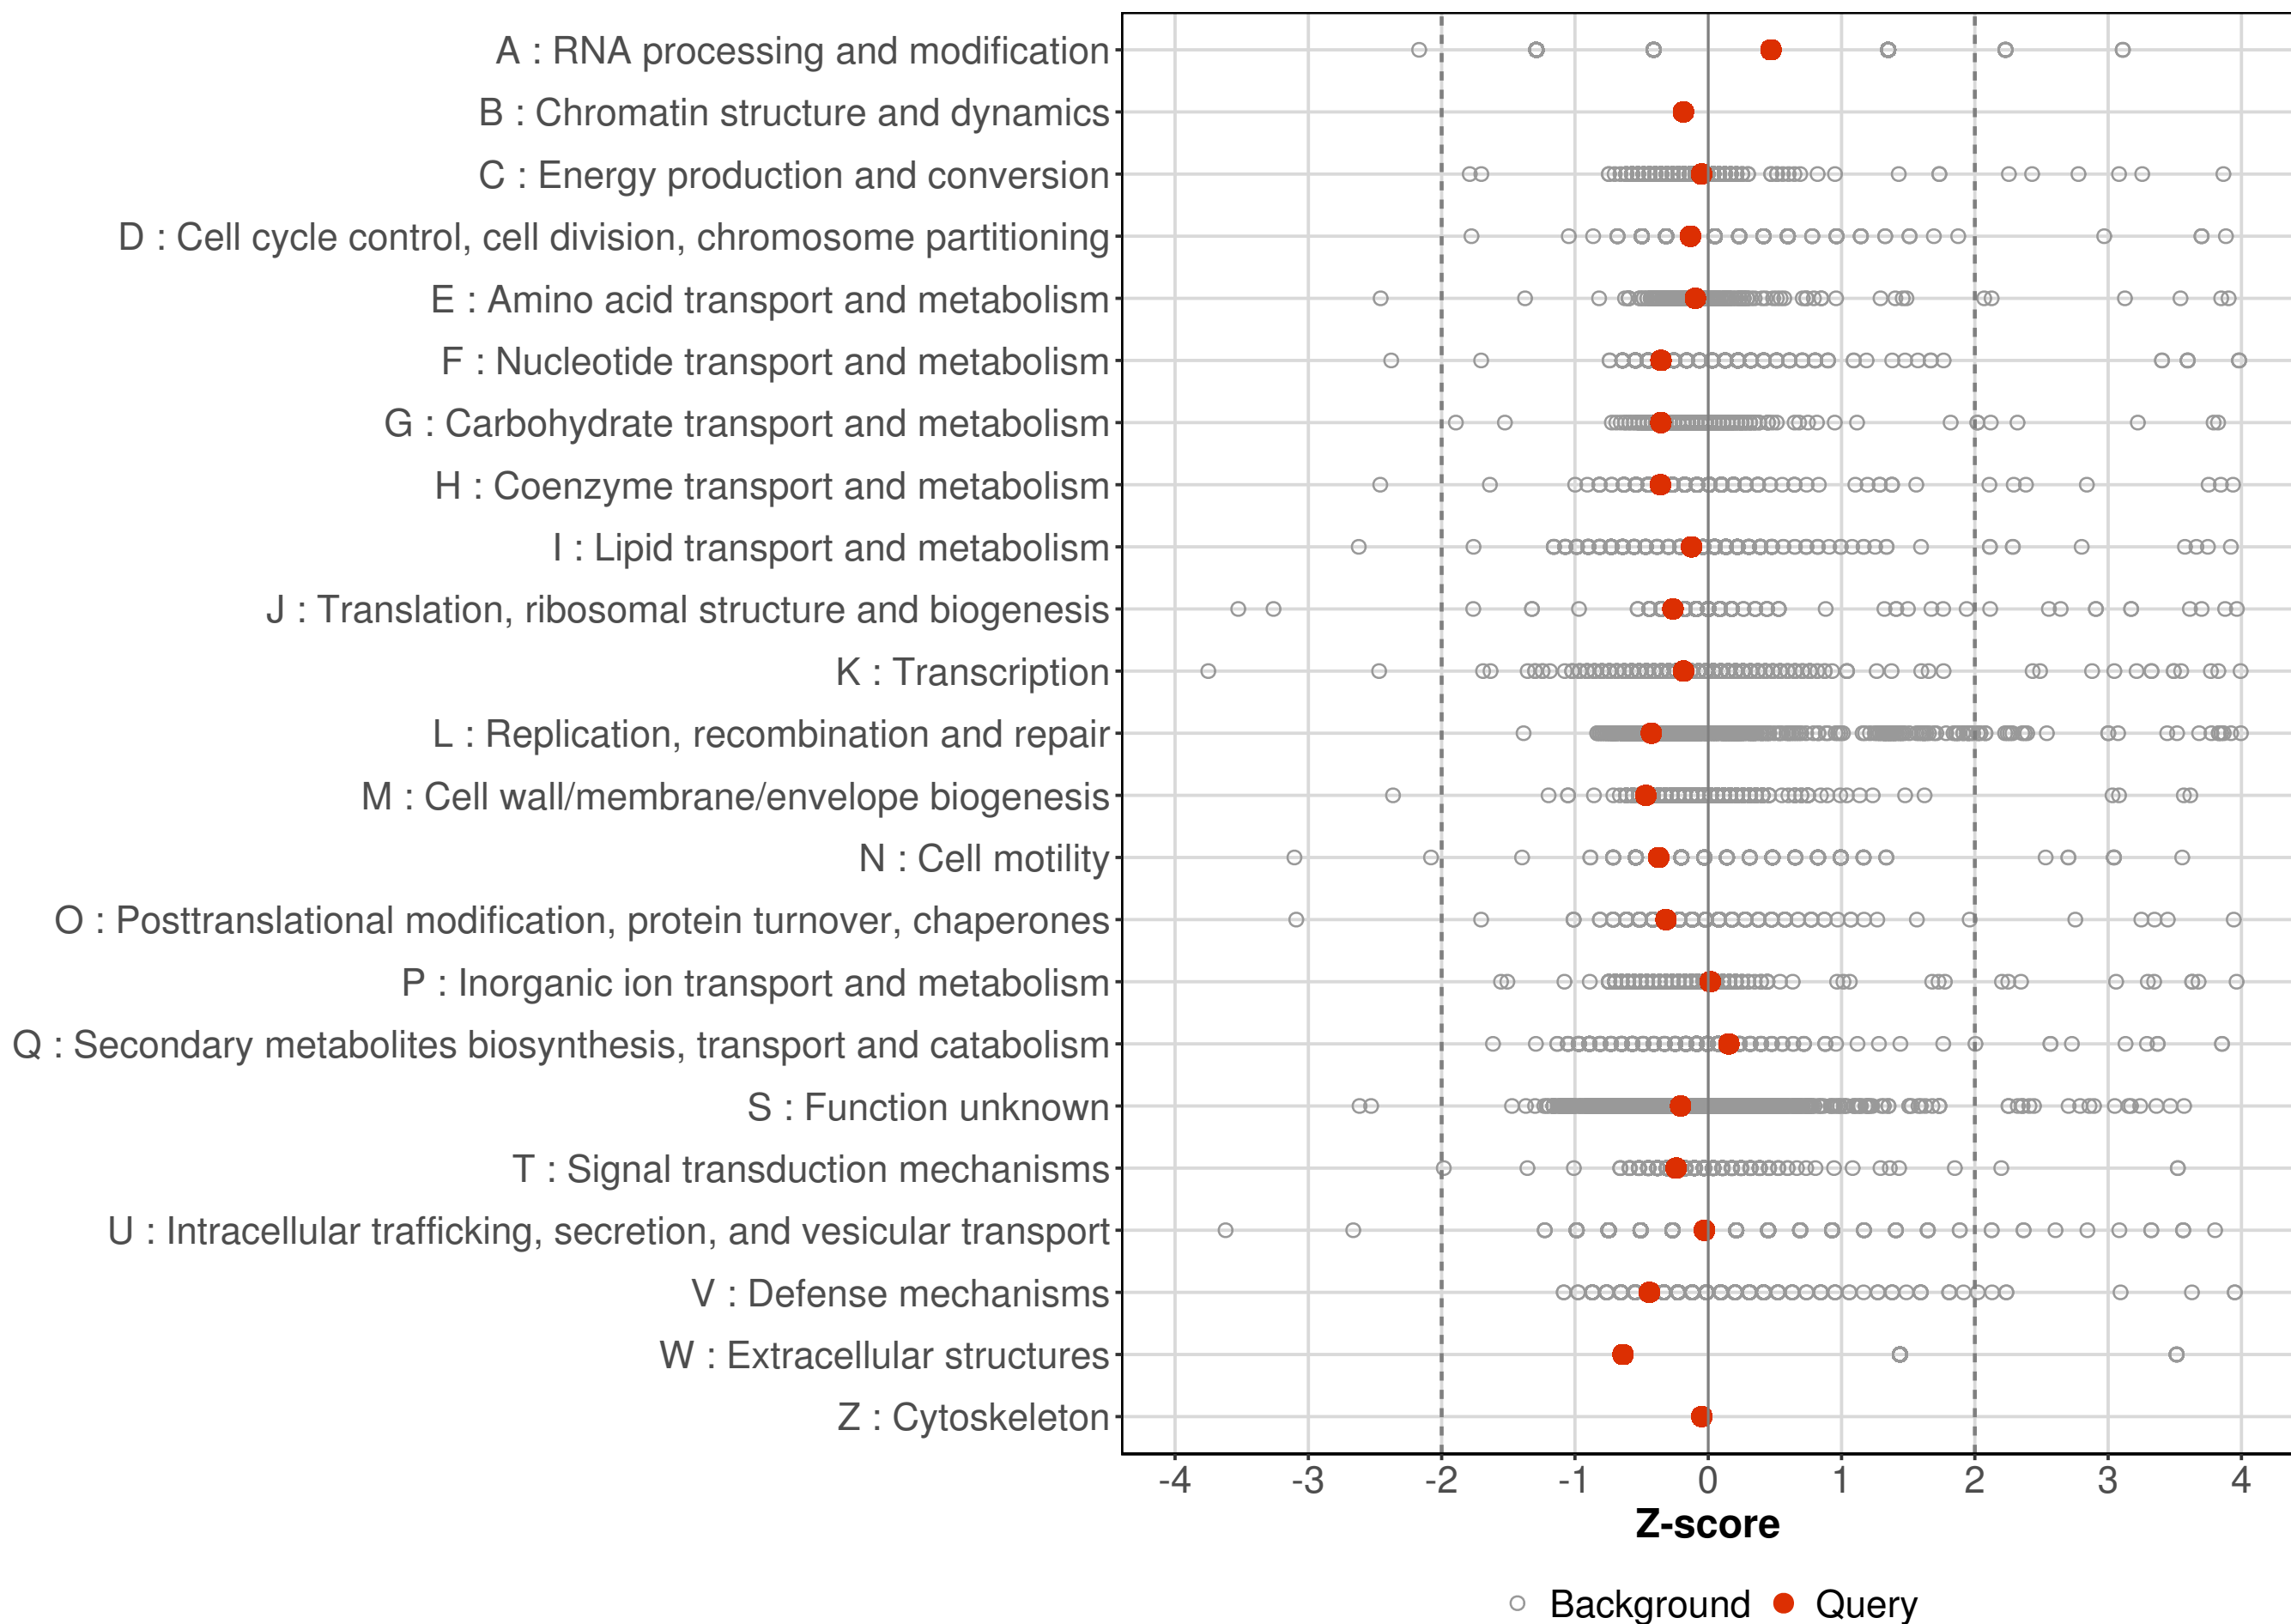 A : RNA processing and modification
B : Chromatin structure and dynamics
C : Energy production and conversion
D : Cell cycle control, cell division, chromosome partitioning
E : Amino acid transport and metabolism
F : Nucleotide transport and metabolism
G : Carbohydrate transport and metabolism
H : Coenzyme transport and metabolism
I : Lipid transport and metabolism
J : Translation, ribosomal structure and biogenesis
K : Transcription
L : Replication, recombination and repair
M : Cell wall/membrane/envelope biogenesis
N : Cell motility
O : Posttranslational modification, protein turnover, chaperones
P : Inorganic ion transport and metabolism
Q : Secondary metabolites biosynthesis, transport and catabolism
S : Function unknown
T : Signal transduction mechanisms
U : Intracellular trafficking, secretion, and vesicular transport
V : Defense mechanisms
W : Extracellular structures
Z : Cytoskeleton
-4 -3 -2 -1 0 1 2 3 4
Z-score
Background Query